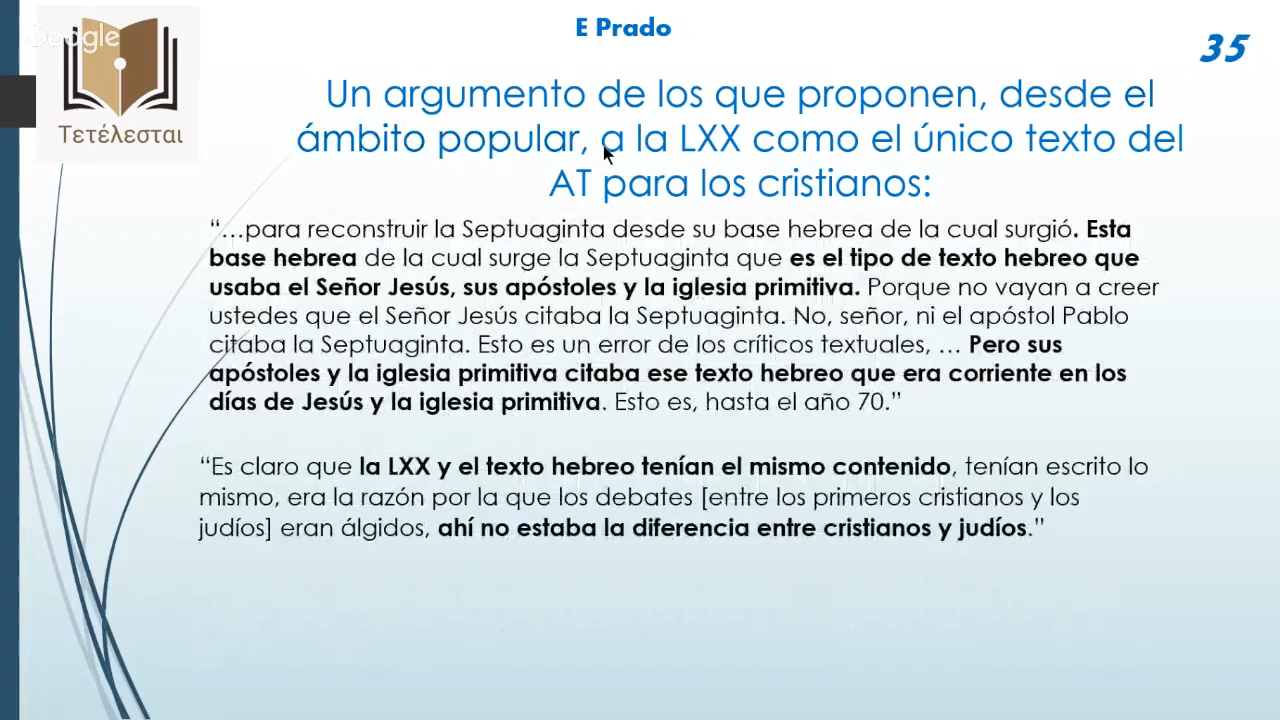 Google
E Prado
35
Τετέλεσται
Un argumento de los que proponen, desde el
ámbito popular, a la LXX como el único texto del
AT para los cristianos:
“…para reconstruir la Septuaginta desde su base hebrea de la cual surgió. Esta
base hebrea de la cual surge la Septuaginta que es el tipo de texto hebreo que
usaba el Señor Jesús, sus apóstoles y la iglesia primitiva. Porque no vayan a creer
ustedes que el Señor Jesús citaba la Septuaginta. No, señor, ni el apóstol Pablo
citaba la Septuaginta. Esto es un error de los críticos textuales, … Pero sus
apóstoles y la iglesia primitiva citaba ese texto hebreo que era corriente en los
días de Jesús y la iglesia primitiva. Esto es, hasta el año 70.”
“Es claro que la LXX y el texto hebreo tenían el mismo contenido, tenían escrito lo
mismo, era la razón por la que los debates [entre los primeros cristianos y los
judíos] eran álgidos, ahí no estaba la diferencia entre cristianos y judíos.”